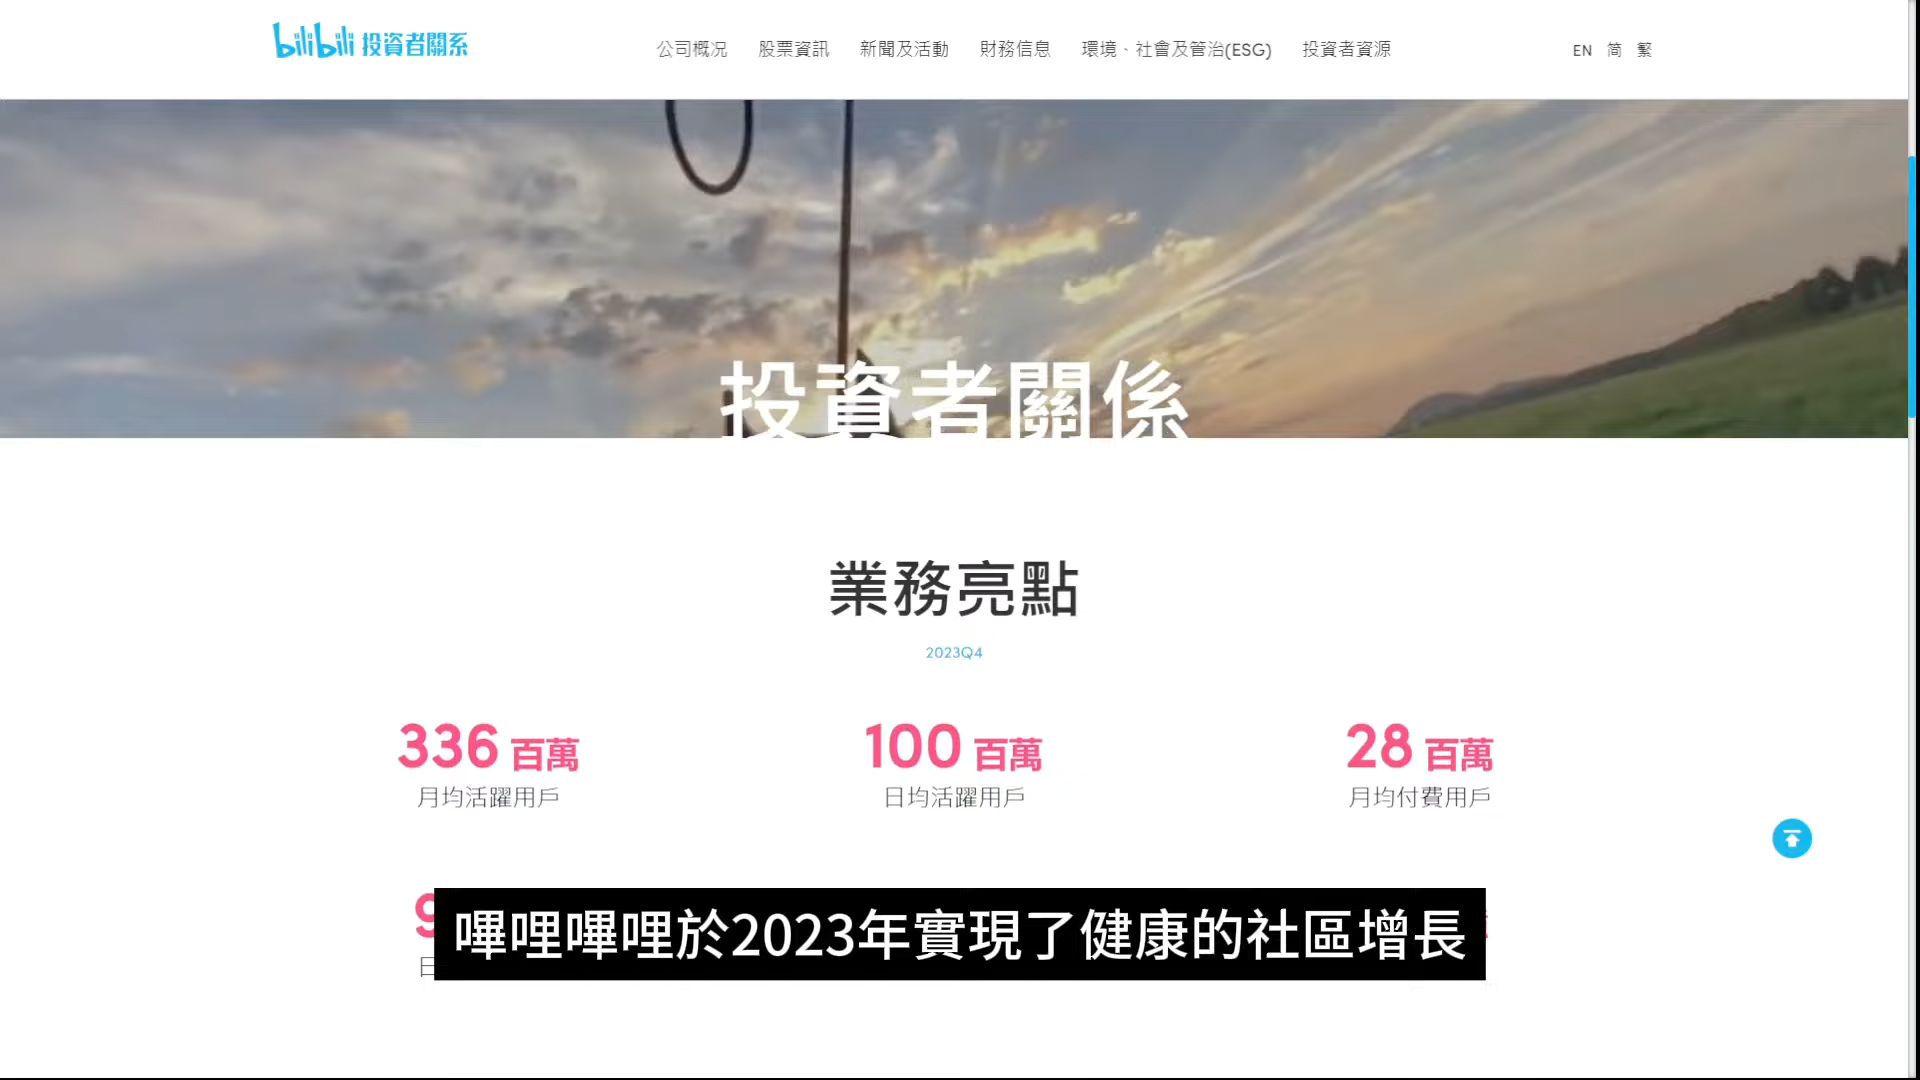 bilibili 投資者關系
公司概况 股票資訊 新聞及活動 財務信息 環境、社會及管治(ESG) 投資者資源 EN 简 繁
投資者關係
業務亮點
2023Q4
336 百萬 100 百萬 28 百萬
月均活躍用戶 日均活躍用戶 月均付費用戶
嗶哩嗶哩於2023年實現了健康的社區增長